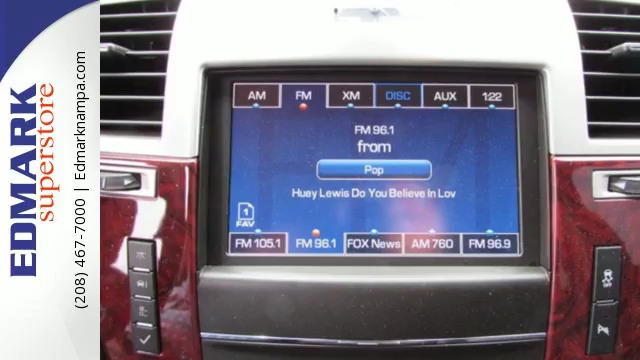 EDMARK
superstore
(208) 467-7000 | Edmarknampa.com
AM FM XM DISC AUX 1:22
FM 96.1
from
Pop
Huey Lewis Do You Believe In Lov
1
FAV
FM 105.1 FM 96.1 FOX News AM 760 FM 96.9